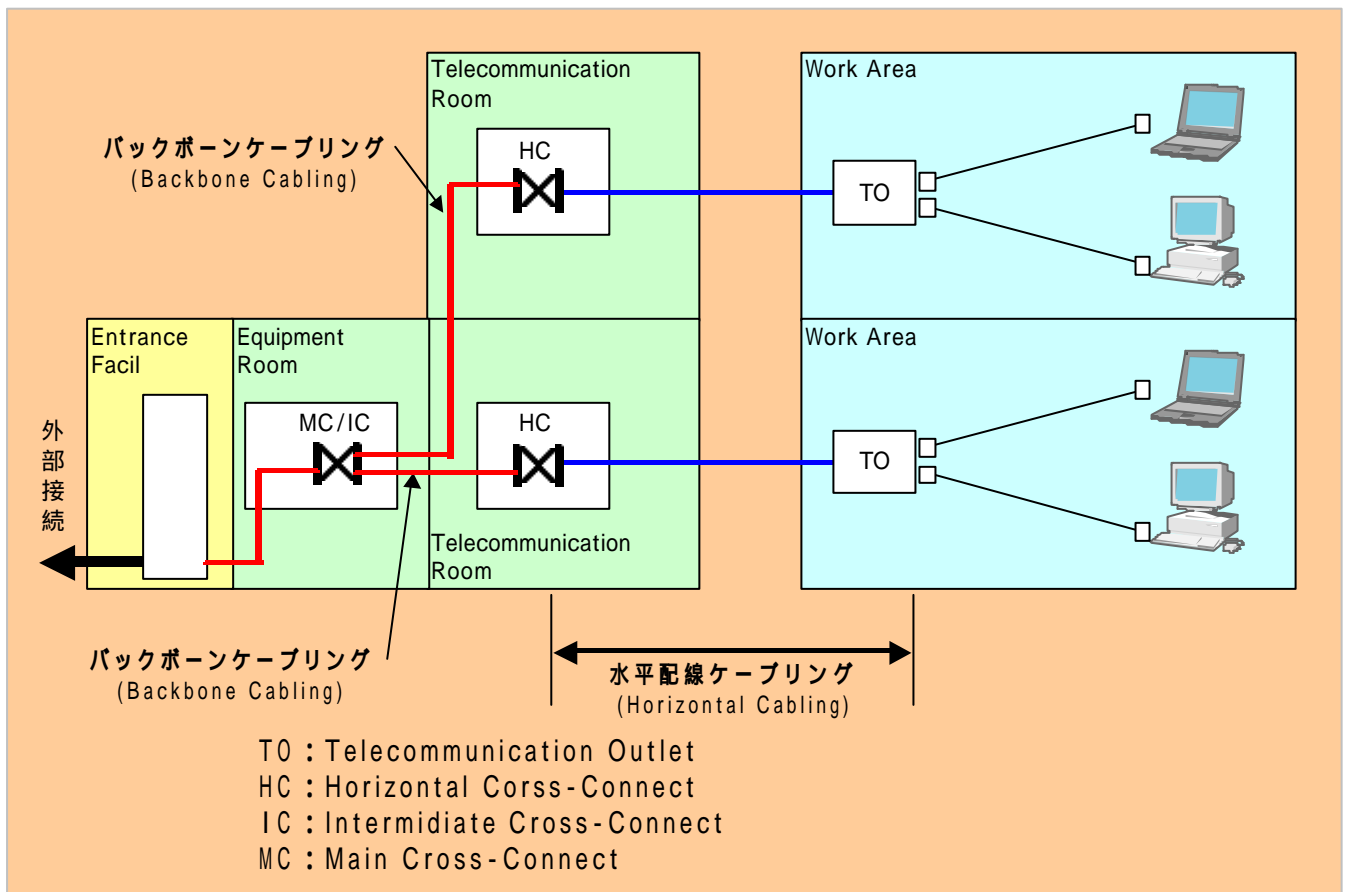 Telecommunication
Room
HC
バックボーンケーブリング
(Backbone Cabling)
Work Area
TO
Entrance
Facil
Equipment
Room
MC/IC
HC
Telecommunication
Room
Work Area
TO
外部接続
バックボーンケーブリング
(Backbone Cabling)
水平配線ケーブリング
(Horizontal Cabling)
TO：Telecommunication Outlet
HC：Horizontal Corss-Connect
IC：Intermidiate Cross-Connect
MC：Main Cross-Connect